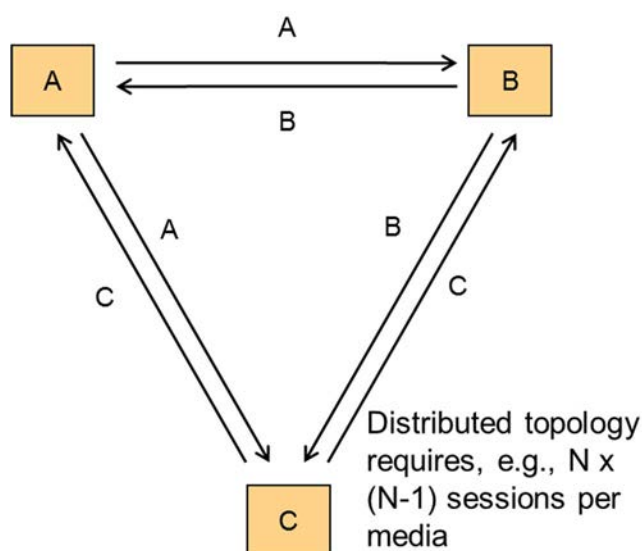 A
A
B
B
A
B
C
C
Distributed topology
requires, e.g., N x
(N-1) sessions per
media
C